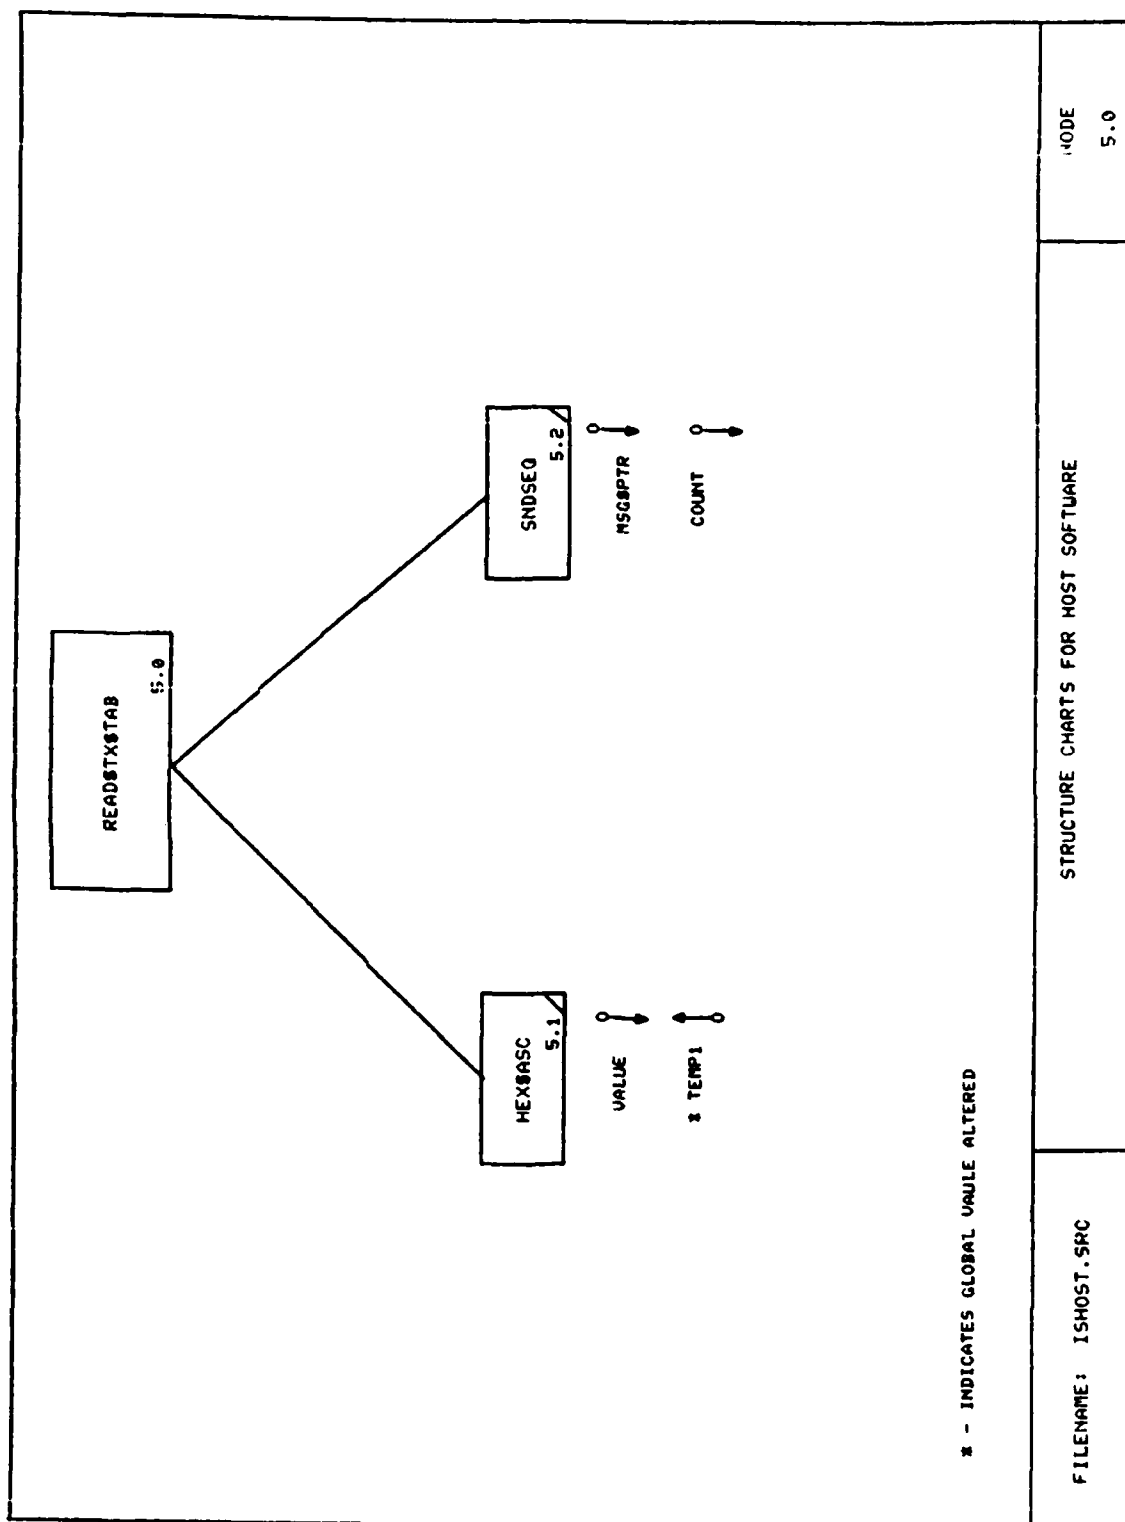 READ$TX$TAB
5.0
HEX$ASC
5.1
SNDSEQ
5.2
VALUE
MSG$PTR
* TEMP1
COUNT
* - INDICATES GLOBAL VAULE ALTERED
FILENAME: ISHOST.SRC
STRUCTURE CHARTS FOR HOST SOFTWARE
NODE
5.0